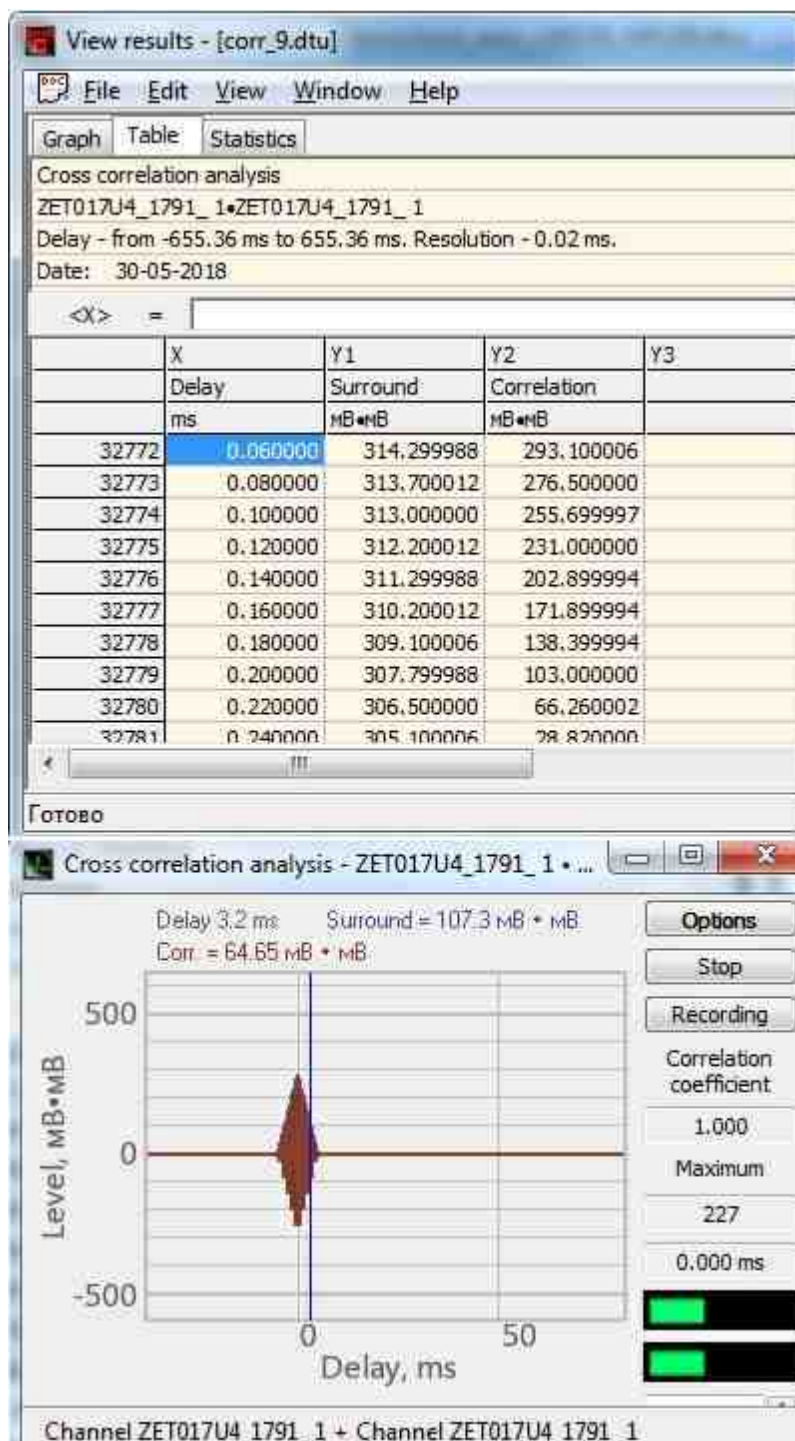 View results - [corr_9.dtu]
File Edit View Window Help
Graph Table Statistics
Cross correlation analysis
ZET017U4_1791_ 1•ZET017U4_1791_ 1
Delay - from -655.36 ms to 655.36 ms. Resolution - 0.02 ms.
Date: 30-05-2018
<X> =
X Y1 Y2 Y3
Delay Surround Correlation
ms мВ•мВ мВ•мВ
32772 0.060000 314.299988 293.100006
32773 0.080000 313.700012 276.500000
32774 0.100000 313.000000 255.699997
32775 0.120000 312.200012 231.000000
32776 0.140000 311.299988 202.899994
32777 0.160000 310.200012 171.899994
32778 0.180000 309.100006 138.399994
32779 0.200000 307.799988 103.000000
32780 0.220000 306.500000 66.260002
32781 0.240000 305.100006 28.820000
Готово
Cross correlation analysis - ZET017U4_1791_ 1 • ...
Delay 3.2 ms Surround = 107.3 мВ • мВ
Corr. = 64.65 мВ • мВ
Level, мВ•мВ
500
0
-500
0 50
Delay, ms
Options
Stop
Recording
Correlation
coefficient
1.000
Maximum
227
0.000 ms
Channel ZET017U4_1791_ 1 + Channel ZET017U4_1791_ 1